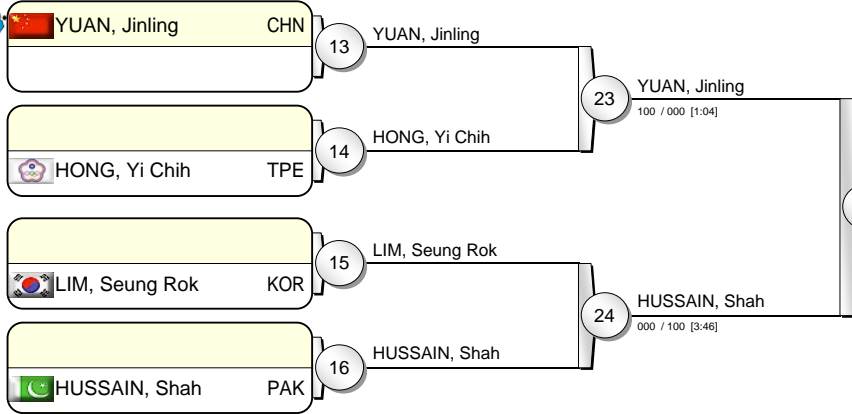 YUAN, Jinling CHN
13
YUAN, Jinling
HONG, Yi Chih TPE
14
HONG, Yi Chih
23
YUAN, Jinling
100 / 000 [1:04]
LIM, Seung Rok KOR
15
LIM, Seung Rok
HUSSAIN, Shah PAK
16
HUSSAIN, Shah
24
HUSSAIN, Shah
000 / 100 [3:46]